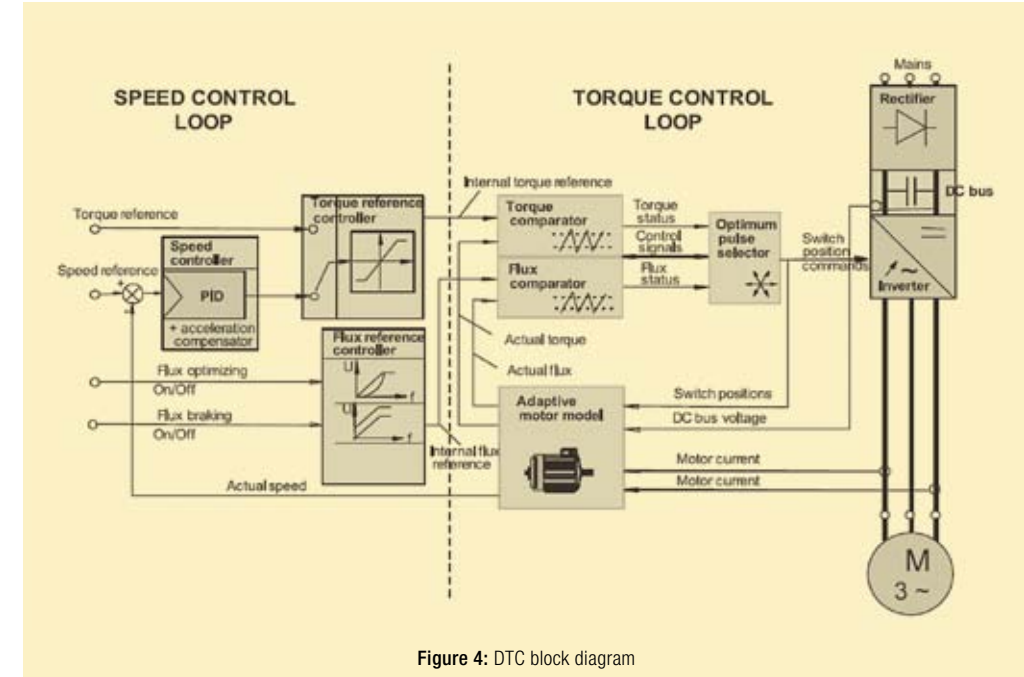 SPEED CONTROL
LOOP
TORQUE CONTROL
LOOP
Mains
Rectifier
DC bus
Inverter
Internal torque reference
Torque reference
Torque reference
controller
Torque
comparator
Torque
status
Control
signals
Flux
status
Optimum
pulse
selector
Switch
position
commands
Speed reference
+
Speed
controller
PID
+ acceleration
compensator
Flux
comparator
Flux reference
controller
U
f
U
f
Actual torque
Actual flux
Flux optimizing
On/Off
Flux braking
On/Off
Internal flux
reference
Adaptive
motor model
Switch positions
DC bus voltage
Motor current
Motor current
Actual speed
M
3 ~
Figure 4: DTC block diagram